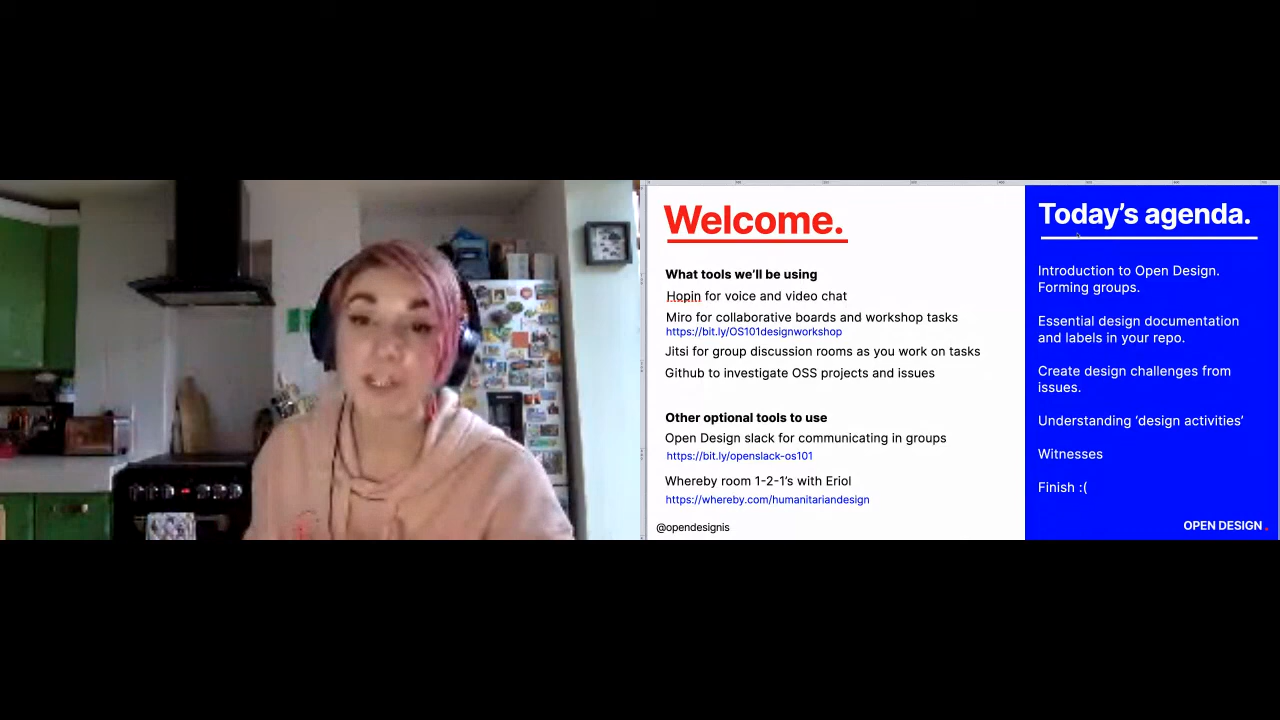 Welcome.
What tools we'll be using
Hopin for voice and video chat
Miro for collaborative boards and workshop tasks
https://bit.ly/OS101designworkshop
Jitsi for group discussion rooms as you work on tasks
Github to investigate OSS projects and issues
Other optional tools to use
Open Design slack for communicating in groups
https://bit.ly/openslack-os101
Whereby room 1-2-1's with Eriol
https://whereby.com/humanitariandesign
@opendesignis
Today's agenda.
Introduction to Open Design.
Forming groups.
Essential design documentation
and labels in your repo.
Create design challenges from
issues.
Understanding 'design activities'
Witnesses
Finish :(
OPEN DESIGN.